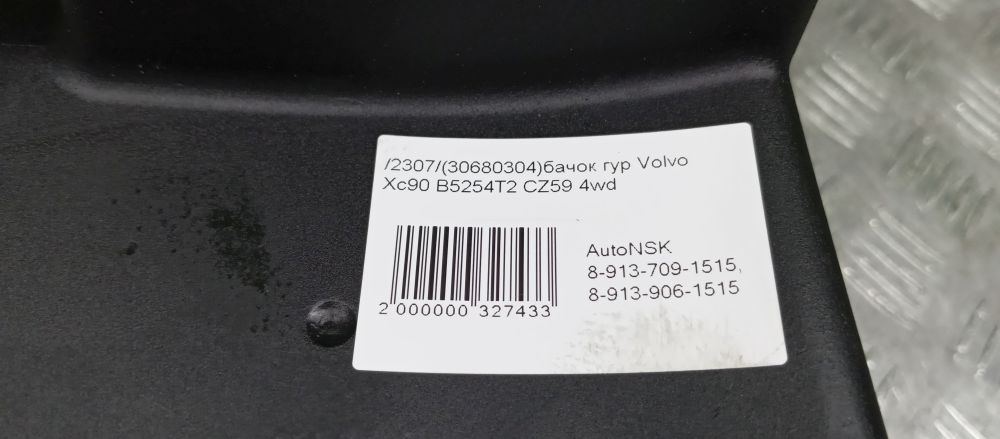 /2307/(30680304)бачок гур Volvo
Xc90 B5254T2 CZ59 4wd
AutoNSK
8-913-709-1515,
8-913-906-1515
2 000000 327433